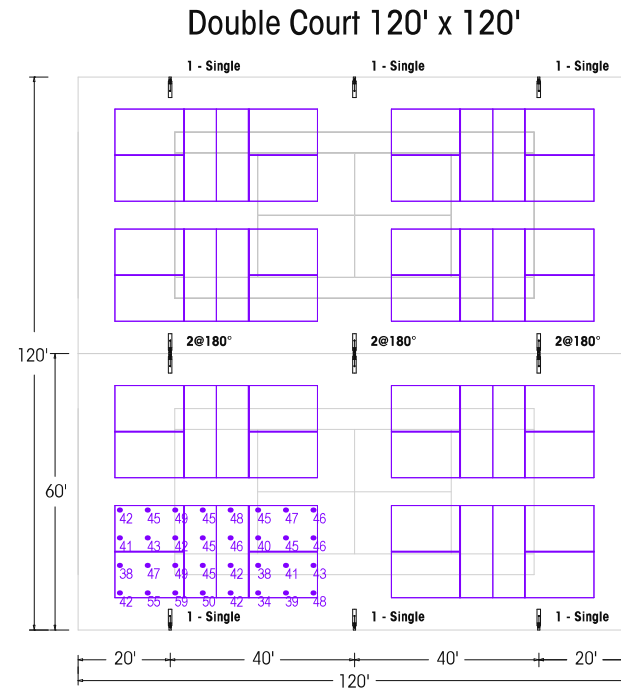 Double Court 120' x 120'
1 - Single 1 - Single 1 - Single
2@180° 2@180° 2@180°
120'
60'
42 45 49 45 48 45 47 46
41 43 42 45 46 40 45 46
38 47 49 45 42 38 41 43
42 55 59 50 42 34 39 48
1 - Single 1 - Single 1 - Single
20' 40' 40' 20'
120'